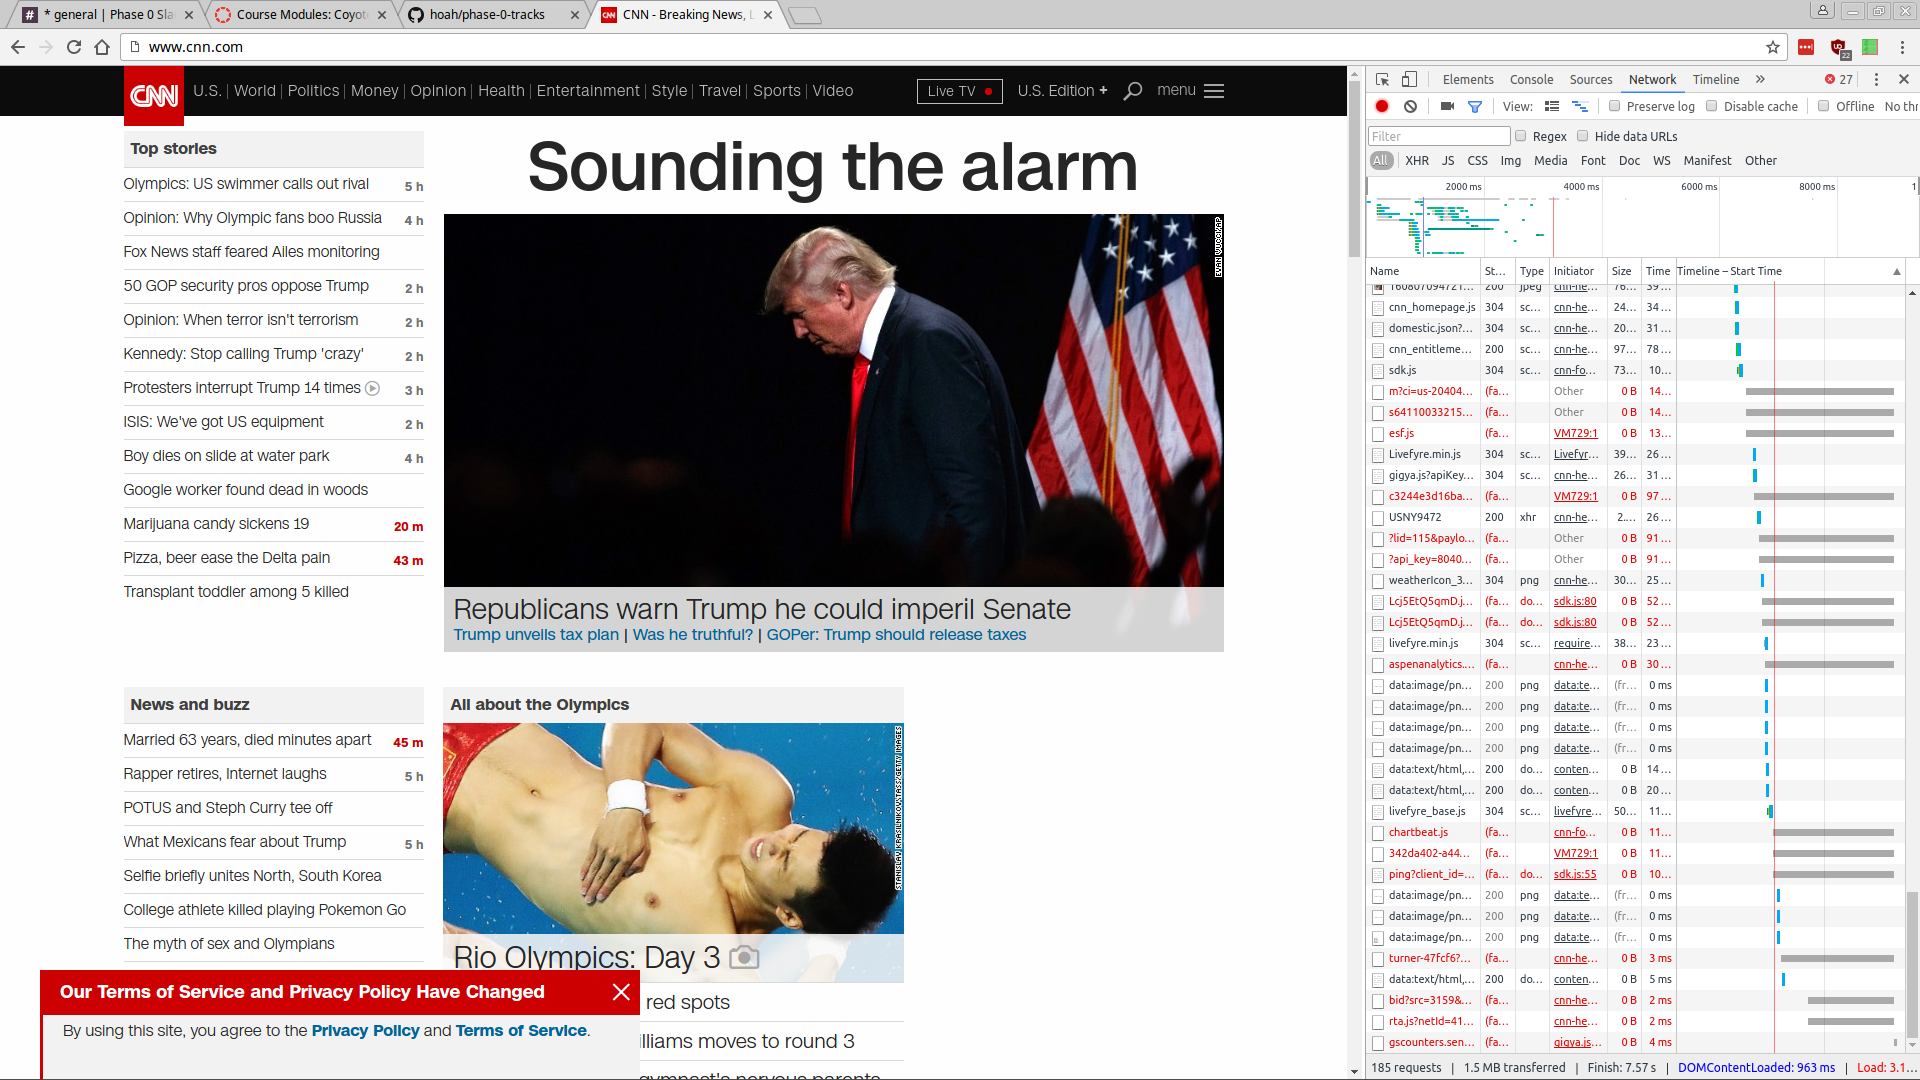 * general | Phase 0 Sla
Course Modules: Coyot
hoah/phase-0-tracks
CNN - Breaking News, L
www.cnn.com
22
CNN
U.S. | World | Politics | Money | Opinion | Health | Entertainment | Style | Travel | Sports | Video
Live TV
U.S. Edition +
menu
Top stories
Olympics: US swimmer calls out rival 5 h
Opinion: Why Olympic fans boo Russia 4 h
Fox News staff feared Ailes monitoring
50 GOP security pros oppose Trump 2 h
Opinion: When terror isn't terrorism 2 h
Kennedy: Stop calling Trump 'crazy' 2 h
Protesters interrupt Trump 14 times 3 h
ISIS: We've got US equipment 2 h
Boy dies on slide at water park 4 h
Google worker found dead in woods
Marijuana candy sickens 19 20 m
Pizza, beer ease the Delta pain 43 m
Transplant toddler among 5 killed
Sounding the alarm
EVAN VUCCI/AP
Republicans warn Trump he could imperil Senate
Trump unveils tax plan | Was he truthful? | GOPer: Trump should release taxes
News and buzz
Married 63 years, died minutes apart 45 m
Rapper retires, Internet laughs 5 h
POTUS and Steph Curry tee off
What Mexicans fear about Trump 5 h
Selfie briefly unites North, South Korea
College athlete killed playing Pokemon Go
The myth of sex and Olympians
All about the Olympics
STANISLAV KRASILNIKOV/TASS/GETTY IMAGES
Rio Olympics: Day 3
red spots
illiams moves to round 3
gymnast's nervous parents
Our Terms of Service and Privacy Policy Have Changed
By using this site, you agree to the Privacy Policy and Terms of Service.
Elements Console Sources Network Timeline » 27
View: Preserve log Disable cache Offline No thr
Filter Regex Hide data URLs
All XHR JS CSS Img Media Font Doc WS Manifest Other
2000 ms 4000 ms 6000 ms 8000 ms 1
Name St... Type Initiator Size Time Timeline – Start Time
160807094721... 200 jpeg cnn-he... 76... 39...
cnn_homepage.js 304 sc... cnn-he... 24... 34...
domestic.json?... 304 sc... cnn-he... 20... 31...
cnn_entitleme... 200 sc... cnn-he... 97... 78...
sdk.js 304 sc... cnn-fo... 73... 10...
m?ci=us-20404... (fa... Other 0 B 14...
s64110033215... (fa... Other 0 B 14...
esf.js (fa... VM729:1 0 B 13...
Livefyre.min.js 304 sc... Livefyr... 39... 26...
gigya.js?apiKey... 304 sc... cnn-he... 26... 31...
c3244e3d16ba... (fa... VM729:1 0 B 97...
USNY9472 200 xhr cnn-he... 2.... 26...
?lid=115&paylo... (fa... Other 0 B 91...
?api_key=8040... (fa... Other 0 B 91...
weatherIcon_3... 304 png cnn-he... 30... 25...
Lcj5EtQ5qmD.j... (fa... do... sdk.js:80 0 B 52...
Lcj5EtQ5qmD.j... (fa... do... sdk.js:80 0 B 52...
livefyre.min.js 304 sc... require... 38... 23...
aspenanalytics.... (fa... cnn-he... 0 B 30...
data:image/pn... 200 png data:te... (fr... 0 ms
data:image/pn... 200 png data:te... (fr... 0 ms
data:image/pn... 200 png data:te... (fr... 0 ms
data:image/pn... 200 png data:te... (fr... 0 ms
data:text/html,... 200 do... conten... 0 B 14...
data:text/html,... 200 do... conten... 0 B 20...
livefyre_base.js 304 sc... livefyre... 50... 11...
chartbeat.js (fa... cnn-fo... 0 B 11...
342da402-a44... (fa... VM729:1 0 B 11...
ping?client_id=... (fa... do... sdk.js:55 0 B 10...
data:image/pn... 200 png data:te... (fr... 0 ms
data:image/pn... 200 png data:te... (fr... 0 ms
data:image/pn... 200 png data:te... (fr... 0 ms
turner-47fcf6?... (fa... cnn-he... 0 B 3 ms
data:text/html,... 200 do... conten... 0 B 5 ms
bid?src=3159&... (fa... cnn-he... 0 B 2 ms
rta.js?netId=41... (fa... cnn-he... 0 B 2 ms
gscounters.sen... (fa... gigya.js... 0 B 4 ms
185 requests | 1.5 MB transferred | Finish: 7.57 s | DOMContentLoaded: 963 ms | Load: 3.1...